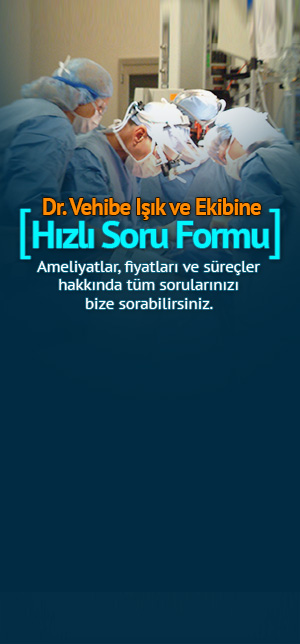 Dr. Vehibe Işık ve Ekibine
[Hızlı Soru Formu]
Ameliyatlar, fiyatları ve süreçler
hakkında tüm sorularınızı
bize sorabilirsiniz.